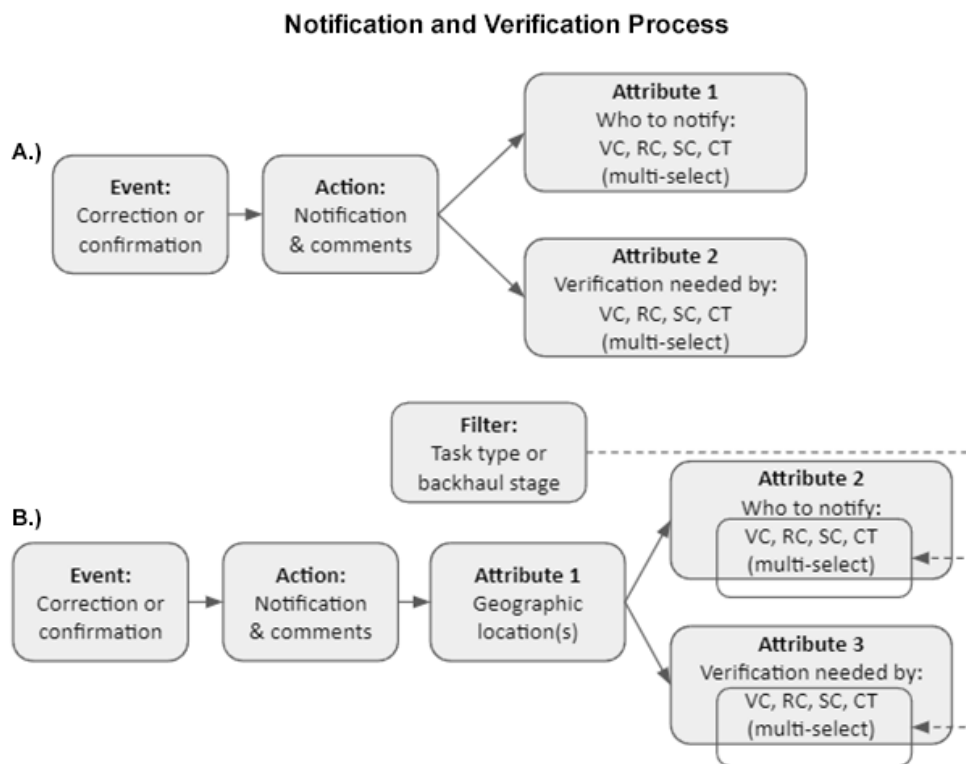 Notification and Verification Process
A.)
Event:
Correction or
confirmation
Action:
Notification
& comments
Attribute 1
Who to notify:
VC, RC, SC, CT
(multi-select)
Attribute 2
Verification needed by:
VC, RC, SC, CT
(multi-select)
B.)
Filter:
Task type or
backhaul stage
Event:
Correction or
confirmation
Action:
Notification
& comments
Attribute 1
Geographic
location(s)
Attribute 2
Who to notify:
VC, RC, SC, CT
(multi-select)
Attribute 3
Verification needed by:
VC, RC, SC, CT
(multi-select)